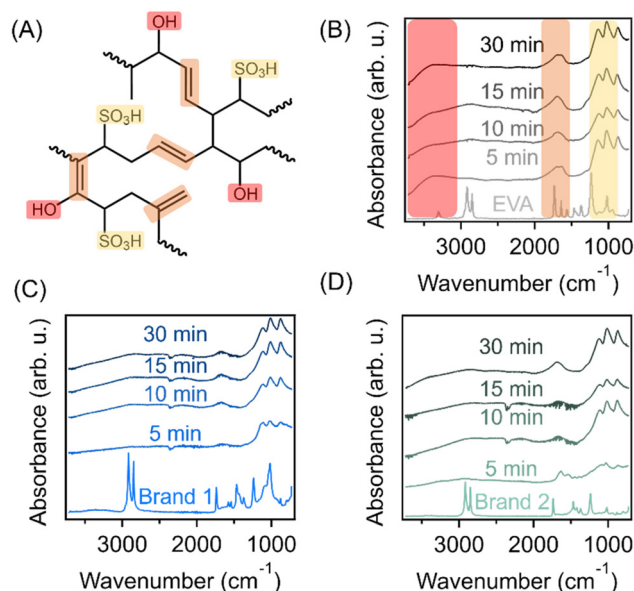 (A)
OH
SO₃H
SO₃H
HO
OH
SO₃H
(B)
Absorbance (arb. u.)
30 min
15 min
10 min
5 min
EVA
3000 2000 1000
Wavenumber (cm⁻¹)
(C)
Absorbance (arb. u.)
30 min
15 min
10 min
5 min
Brand 1
3000 2000 1000
Wavenumber (cm⁻¹)
(D)
Absorbance (arb. u.)
30 min
15 min
10 min
5 min
Brand 2
3000 2000 1000
Wavenumber (cm⁻¹)